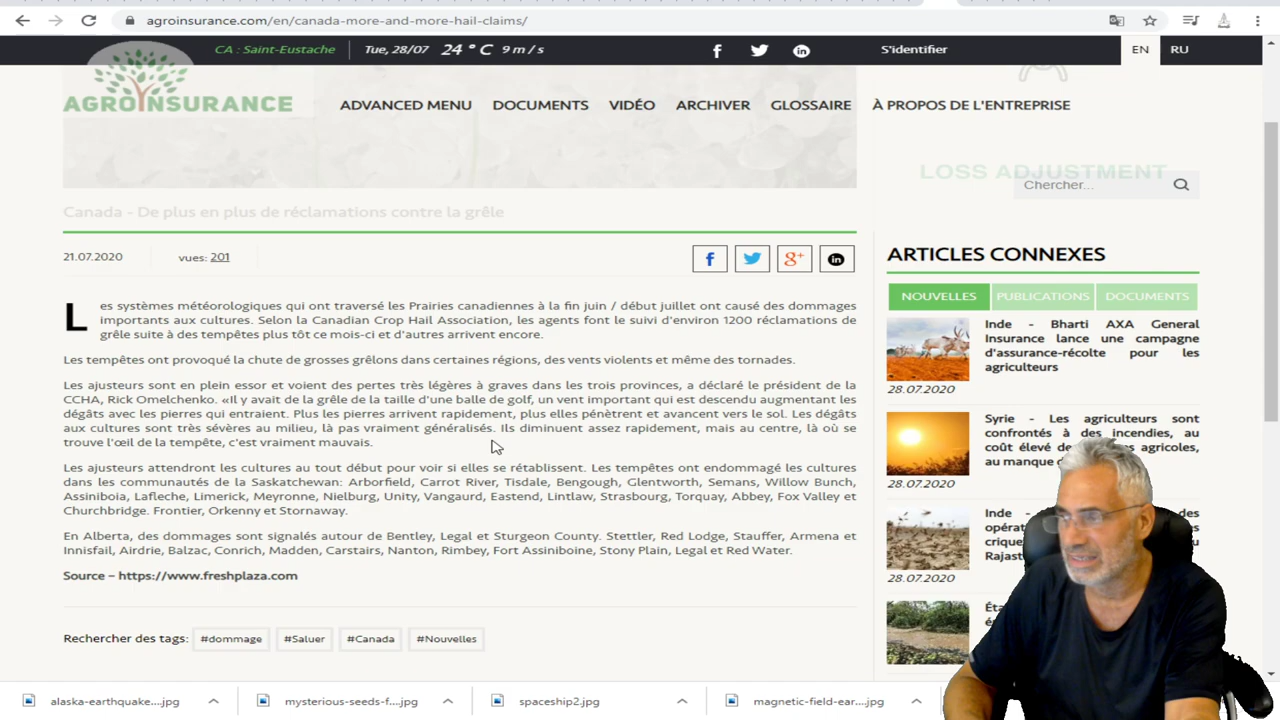 agroinsurance.com/en/canada-more-and-more-hail-claims/
CA : Saint-Eustache
Tue, 28/07
24 ° C
9 m / s
S'identifier
EN
RU
AGROINSURANCE
ADVANCED MENU
DOCUMENTS
VIDÉO
ARCHIVER
GLOSSAIRE
À PROPOS DE L'ENTREPRISE
LOSS ADJUSTMENT
Chercher...
Canada - De plus en plus de réclamations contre la grêle
21.07.2020
vues: 201
Les systèmes météorologiques qui ont traversé les Prairies canadiennes à la fin juin / début juillet ont causé des dommages
importants aux cultures. Selon la Canadian Crop Hail Association, les agents font le suivi d'environ 1200 réclamations de
grêle suite à des tempêtes plus tôt ce mois-ci et d'autres arrivent encore.
Les tempêtes ont provoqué la chute de grosses grêlons dans certaines régions, des vents violents et même des tornades.
Les ajusteurs sont en plein essor et voient des pertes très légères à graves dans les trois provinces, a déclaré le président de la
CCHA, Rick Omelchenko. «Il y avait de la grêle de la taille d'une balle de golf, un vent important qui est descendu augmentant les
dégâts avec les pierres qui entraient. Plus les pierres arrivent rapidement, plus elles pénètrent et avancent vers le sol. Les dégâts
aux cultures sont très sévères au milieu, là pas vraiment généralisés. Ils diminuent assez rapidement, mais au centre, là où se
trouve l'œil de la tempête, c'est vraiment mauvais.
Les ajusteurs attendront les cultures au tout début pour voir si elles se rétablissent. Les tempêtes ont endommagé les cultures
dans les communautés de la Saskatchewan: Arborfield, Carrot River, Tisdale, Bengough, Glentworth, Semans, Willow Bunch,
Assiniboia, Lafleche, Limerick, Meyronne, Nielburg, Unity, Vangaurd, Eastend, Lintlaw, Strasbourg, Torquay, Abbey, Fox Valley et
Churchbridge. Frontier, Orkenny et Stornaway.
En Alberta, des dommages sont signalés autour de Bentley, Legal et Sturgeon County. Stettler, Red Lodge, Stauffer, Armena et
Innisfail, Airdrie, Balzac, Conrich, Madden, Carstairs, Nanton, Rimbey, Fort Assiniboine, Stony Plain, Legal et Red Water.
Source – https://www.freshplaza.com
Rechercher des tags:
#dommage
#Saluer
#Canada
#Nouvelles
ARTICLES CONNEXES
NOUVELLES
PUBLICATIONS
DOCUMENTS
Inde - Bharti AXA General
Insurance lance une campagne
d'assurance-récolte pour les
agriculteurs
28.07.2020
Syrie - Les agriculteurs sont
confrontés à des incendies, au
coût élevé de agricoles,
au manque
28.07.2020
Inde - des
28.07.2020
alaska-earthquake....jpg
mysterious-seeds-f....jpg
spaceship2.jpg
magnetic-field-ear....jpg